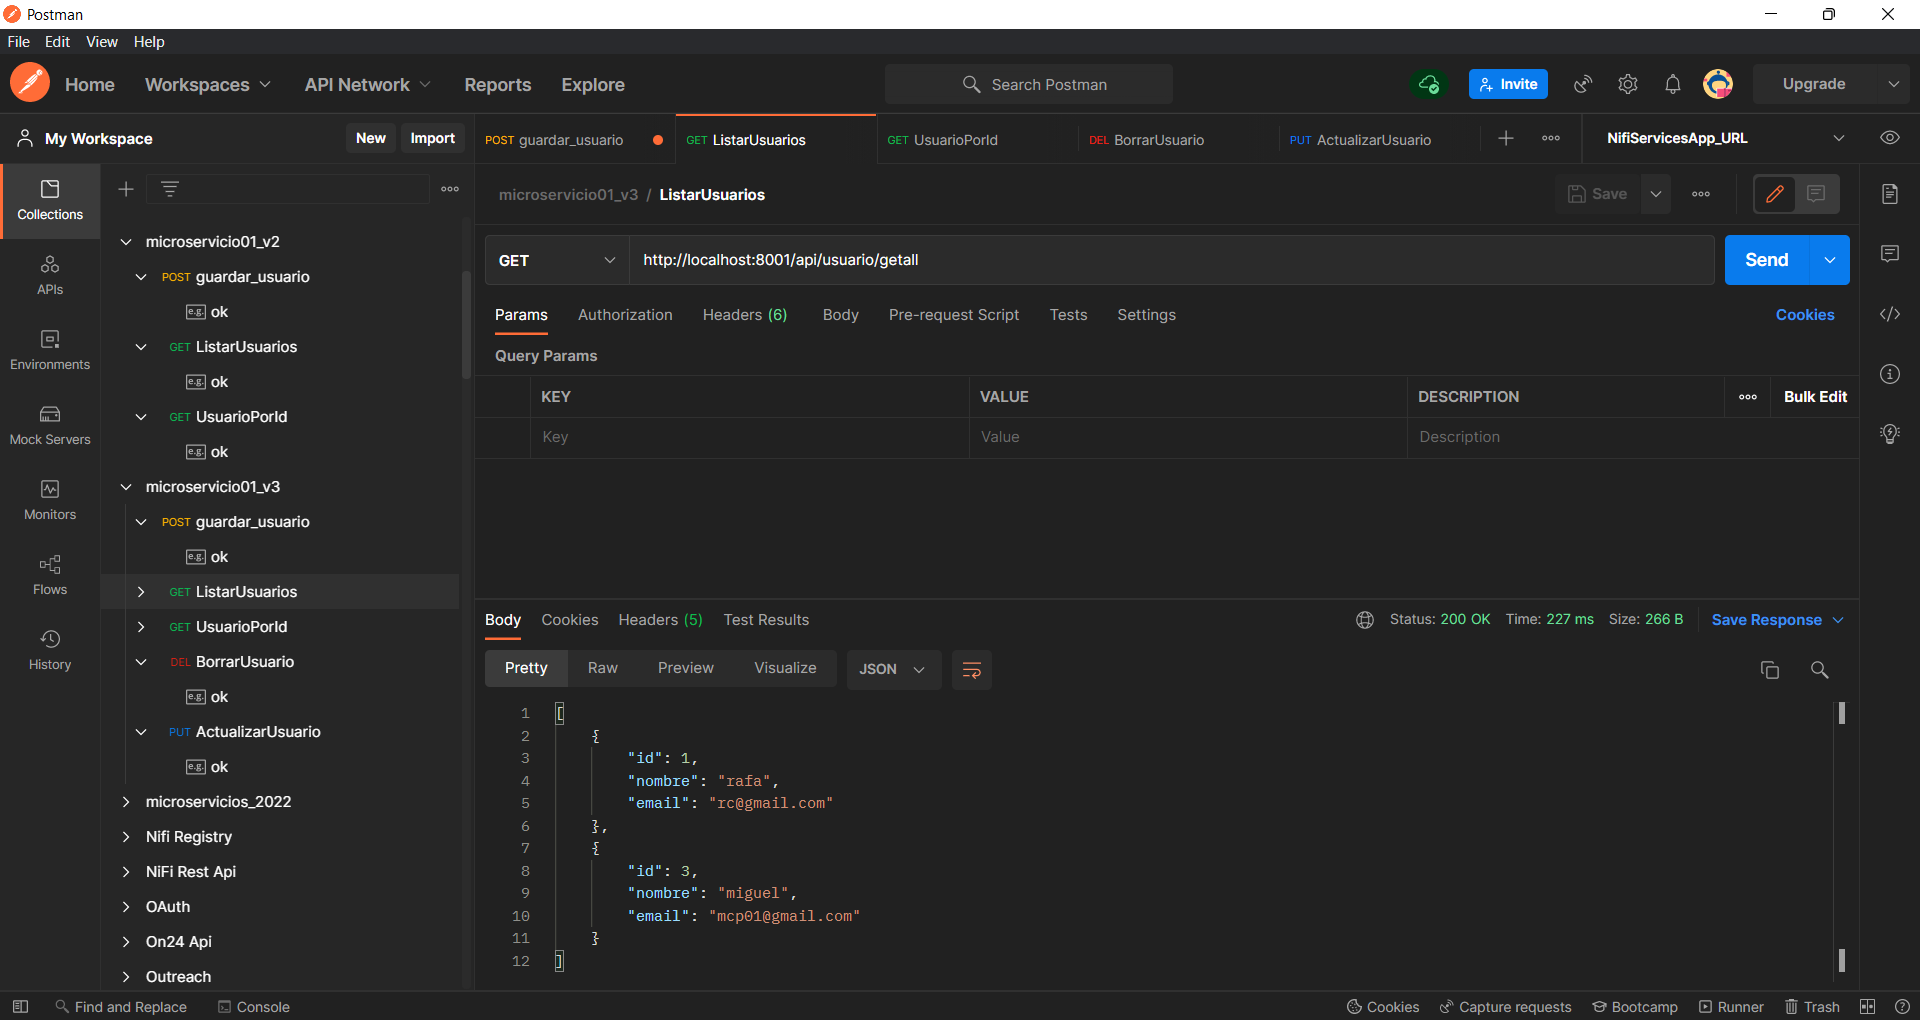 Postman
File Edit View Help
Home Workspaces API Network Reports Explore Search Postman Invite Upgrade
My Workspace New Import POST guardar_usuario GET ListarUsuarios GET UsuarioPorId DEL BorrarUsuario PUT ActualizarUsuario NifiServicesApp_URL
Collections
APIs
Environments
Mock Servers
Monitors
Flows
History
microservicio01_v2
POST guardar_usuario
e.g. ok
GET ListarUsuarios
e.g. ok
GET UsuarioPorId
e.g. ok
microservicio01_v3
POST guardar_usuario
e.g. ok
GET ListarUsuarios
GET UsuarioPorId
DEL BorrarUsuario
e.g. ok
PUT ActualizarUsuario
e.g. ok
microservicios_2022
Nifi Registry
NiFi Rest Api
OAuth
On24 Api
Outreach
microservicio01_v3 / ListarUsuarios Save
GET http://localhost:8001/api/usuario/getall Send
Params Authorization Headers (6) Body Pre-request Script Tests Settings Cookies
Query Params
KEY VALUE DESCRIPTION Bulk Edit
Key Value Description
Body Cookies Headers (5) Test Results Status: 200 OK Time: 227 ms Size: 266 B Save Response
Pretty Raw Preview Visualize JSON
1 [
2 {
3 "id": 1,
4 "nombre": "rafa",
5 "email": "rc@gmail.com"
6 },
7 {
8 "id": 3,
9 "nombre": "miguel",
10 "email": "mcp01@gmail.com"
11 }
12 ]
Find and Replace Console Cookies Capture requests Bootcamp Runner Trash